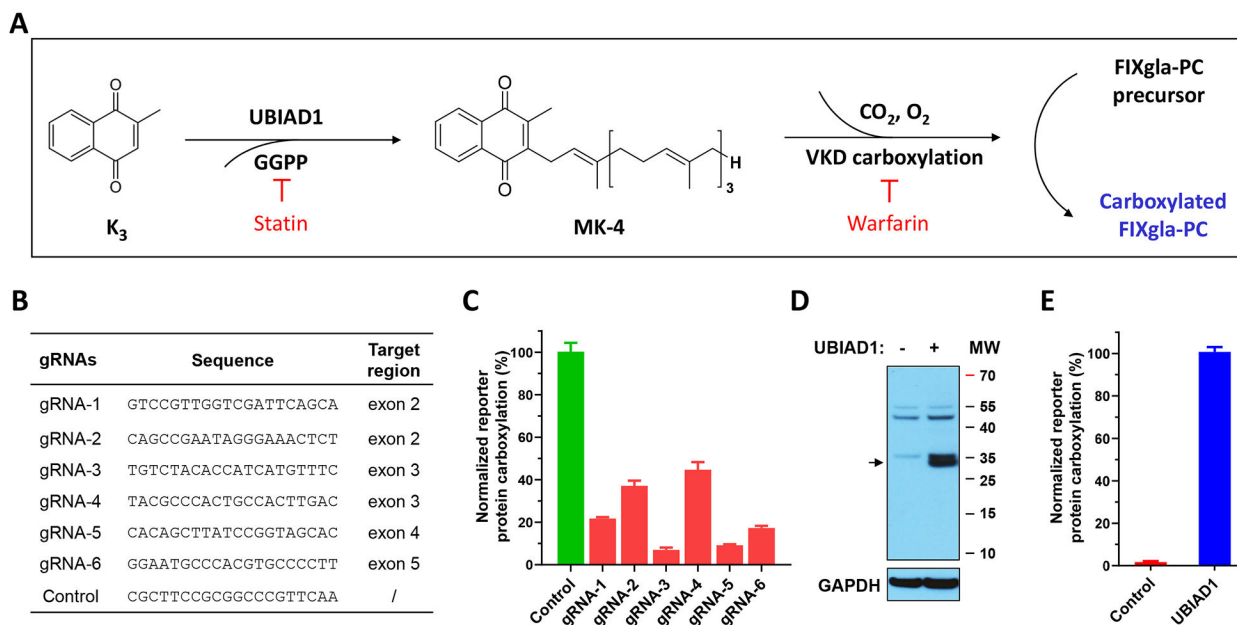 A
O
O
K3
UBIAD1
GGPP
Statin
O
O
H
3
MK-4
CO2, O2
VKD carboxylation
Warfarin
FIXgla-PC
precursor
Carboxylated
FIXgla-PC
B
gRNAs Sequence Target region
gRNA-1 GTCCGTTGGTCGATTCAGCA exon 2
gRNA-2 CAGCCGAATAGGGAAACTCT exon 2
gRNA-3 TGTCTACACCATCATGTTTC exon 3
gRNA-4 TACGCCCACTGCCACTTGAC exon 3
gRNA-5 CACAGCTTATCCGGTAGCAC exon 4
gRNA-6 GGAATGCCCACGTGCCCCTT exon 5
Control CGCTTCCGCGGCCCGTTCAA /
C
Normalized reporter
protein carboxylation (%)
100
80
60
40
20
0
Control
gRNA-1
gRNA-2
gRNA-3
gRNA-4
gRNA-5
gRNA-6
D
UBIAD1: - + MW
70
55
40
35
25
15
10
GAPDH
E
Normalized reporter
protein carboxylation (%)
100
80
60
40
20
0
Control
UBIAD1